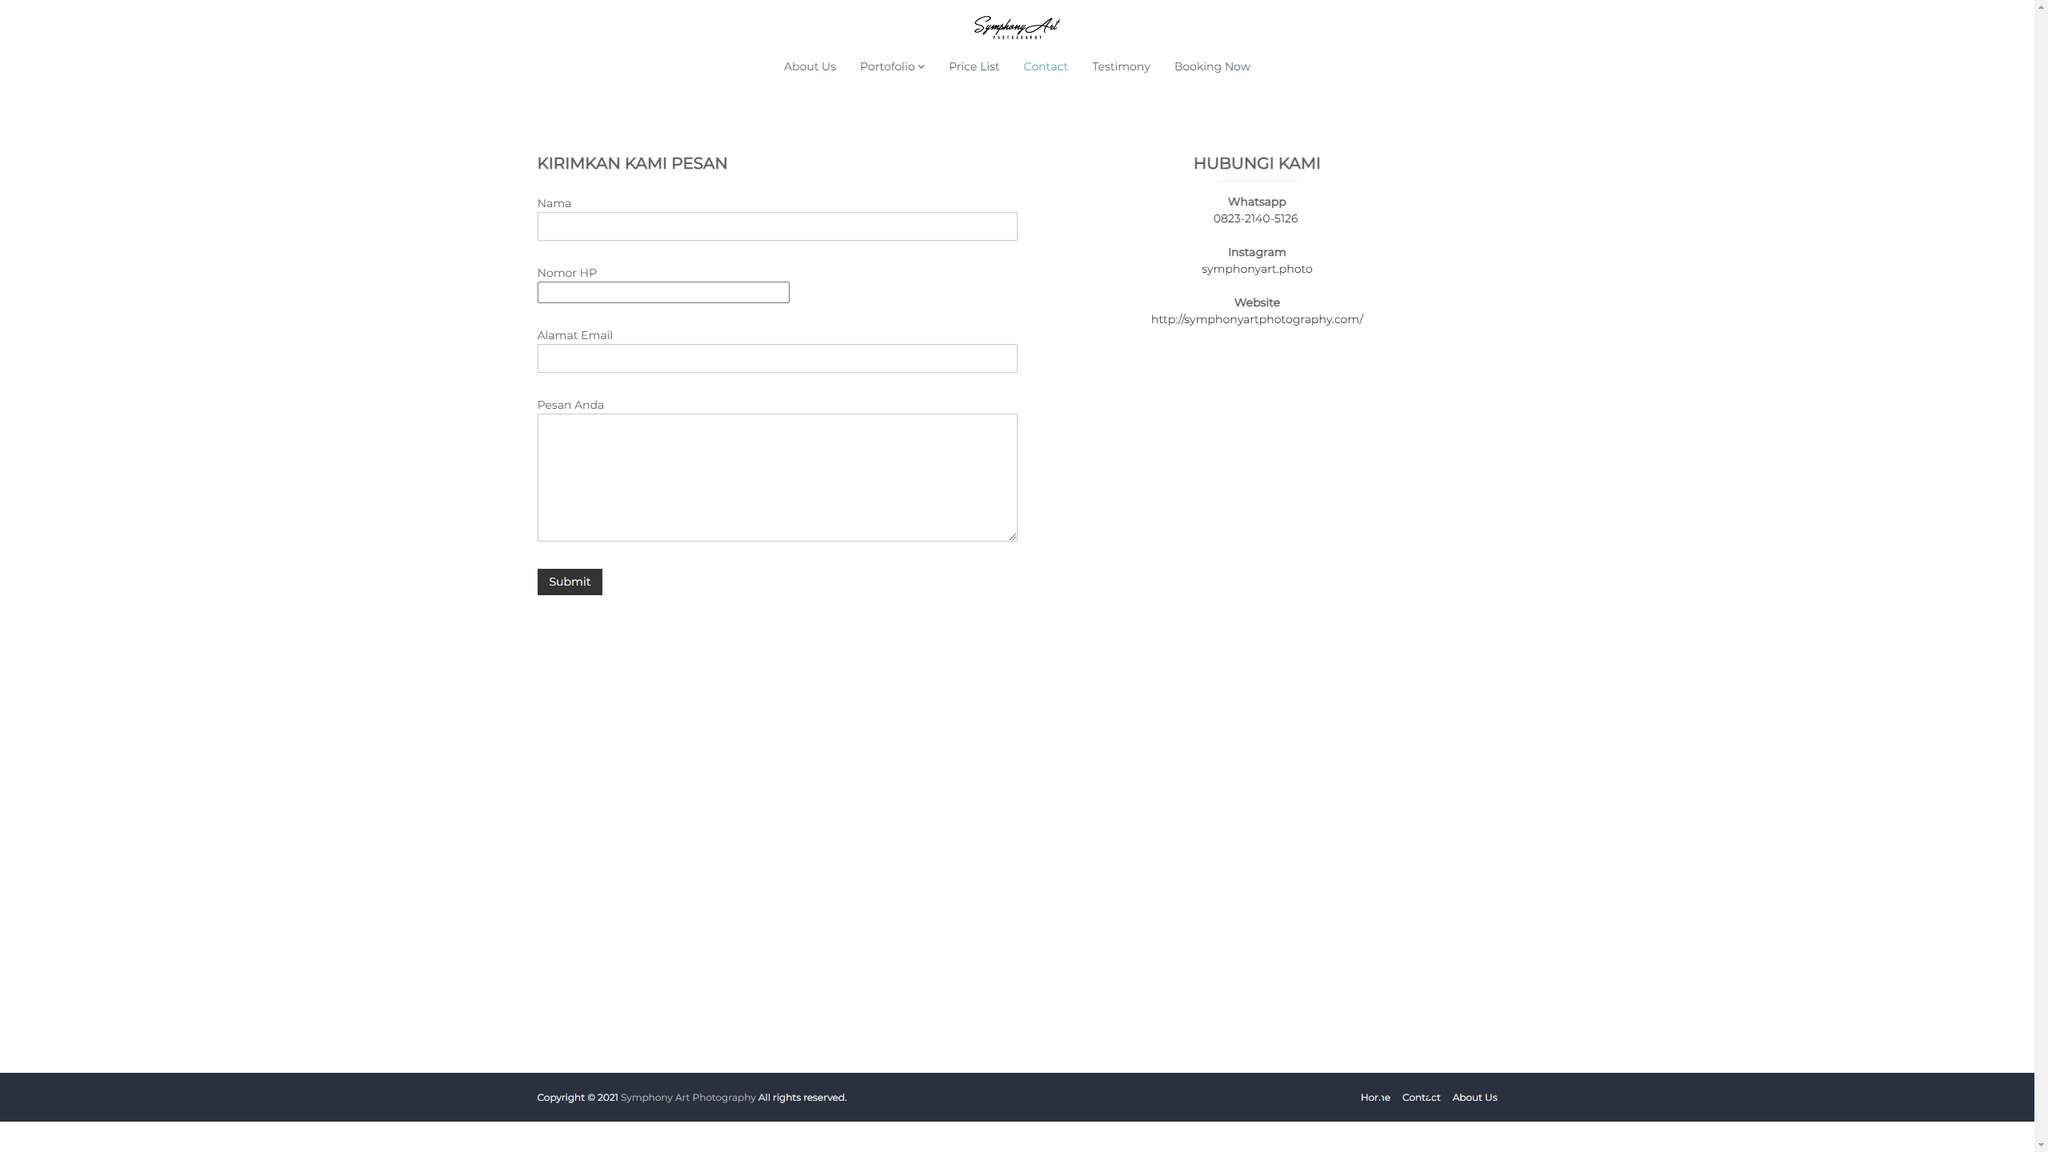 Symphony Art
PHOTOGRAPHY
About Us Portofolio Price List Contact Testimony Booking Now
KIRIMKAN KAMI PESAN
Nama
Nomor HP
Alamat Email
Pesan Anda
Submit
HUBUNGI KAMI
Whatsapp
0823-2140-5126
Instagram
symphonyart.photo
Website
http://symphonyartphotography.com/
Copyright © 2021 Symphony Art Photography All rights reserved.
Home Contact About Us